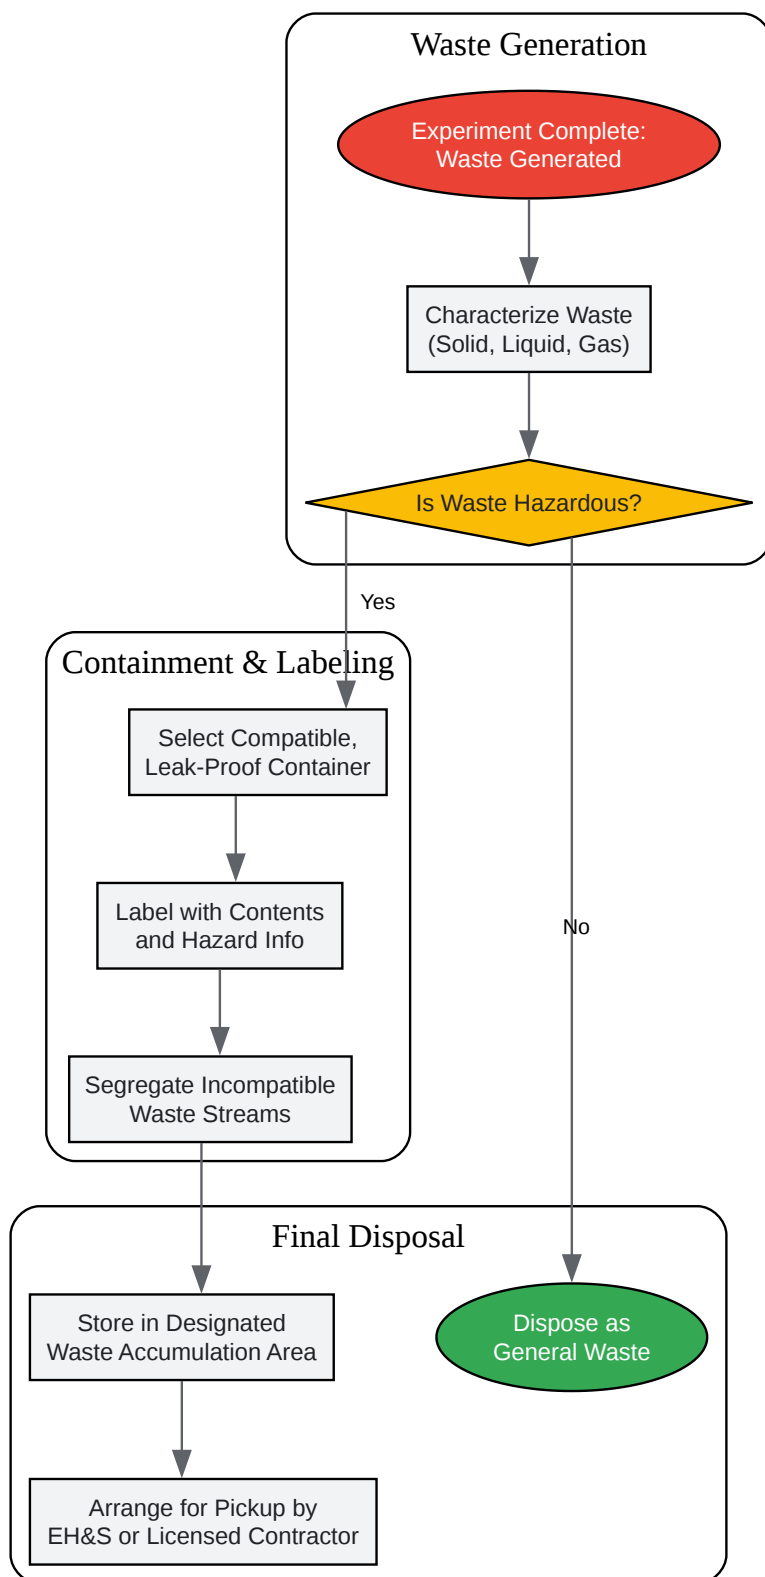 Waste Generation
Experiment Complete:
Waste Generated
Characterize Waste
(Solid, Liquid, Gas)
Is Waste Hazardous?
Yes
Containment & Labeling
Select Compatible,
Leak-Proof Container
Label with Contents
and Hazard Info
No
Segregate Incompatible
Waste Streams
Final Disposal
Store in Designated
Waste Accumulation Area
Dispose as
General Waste
Arrange for Pickup by
EH&S or Licensed Contractor